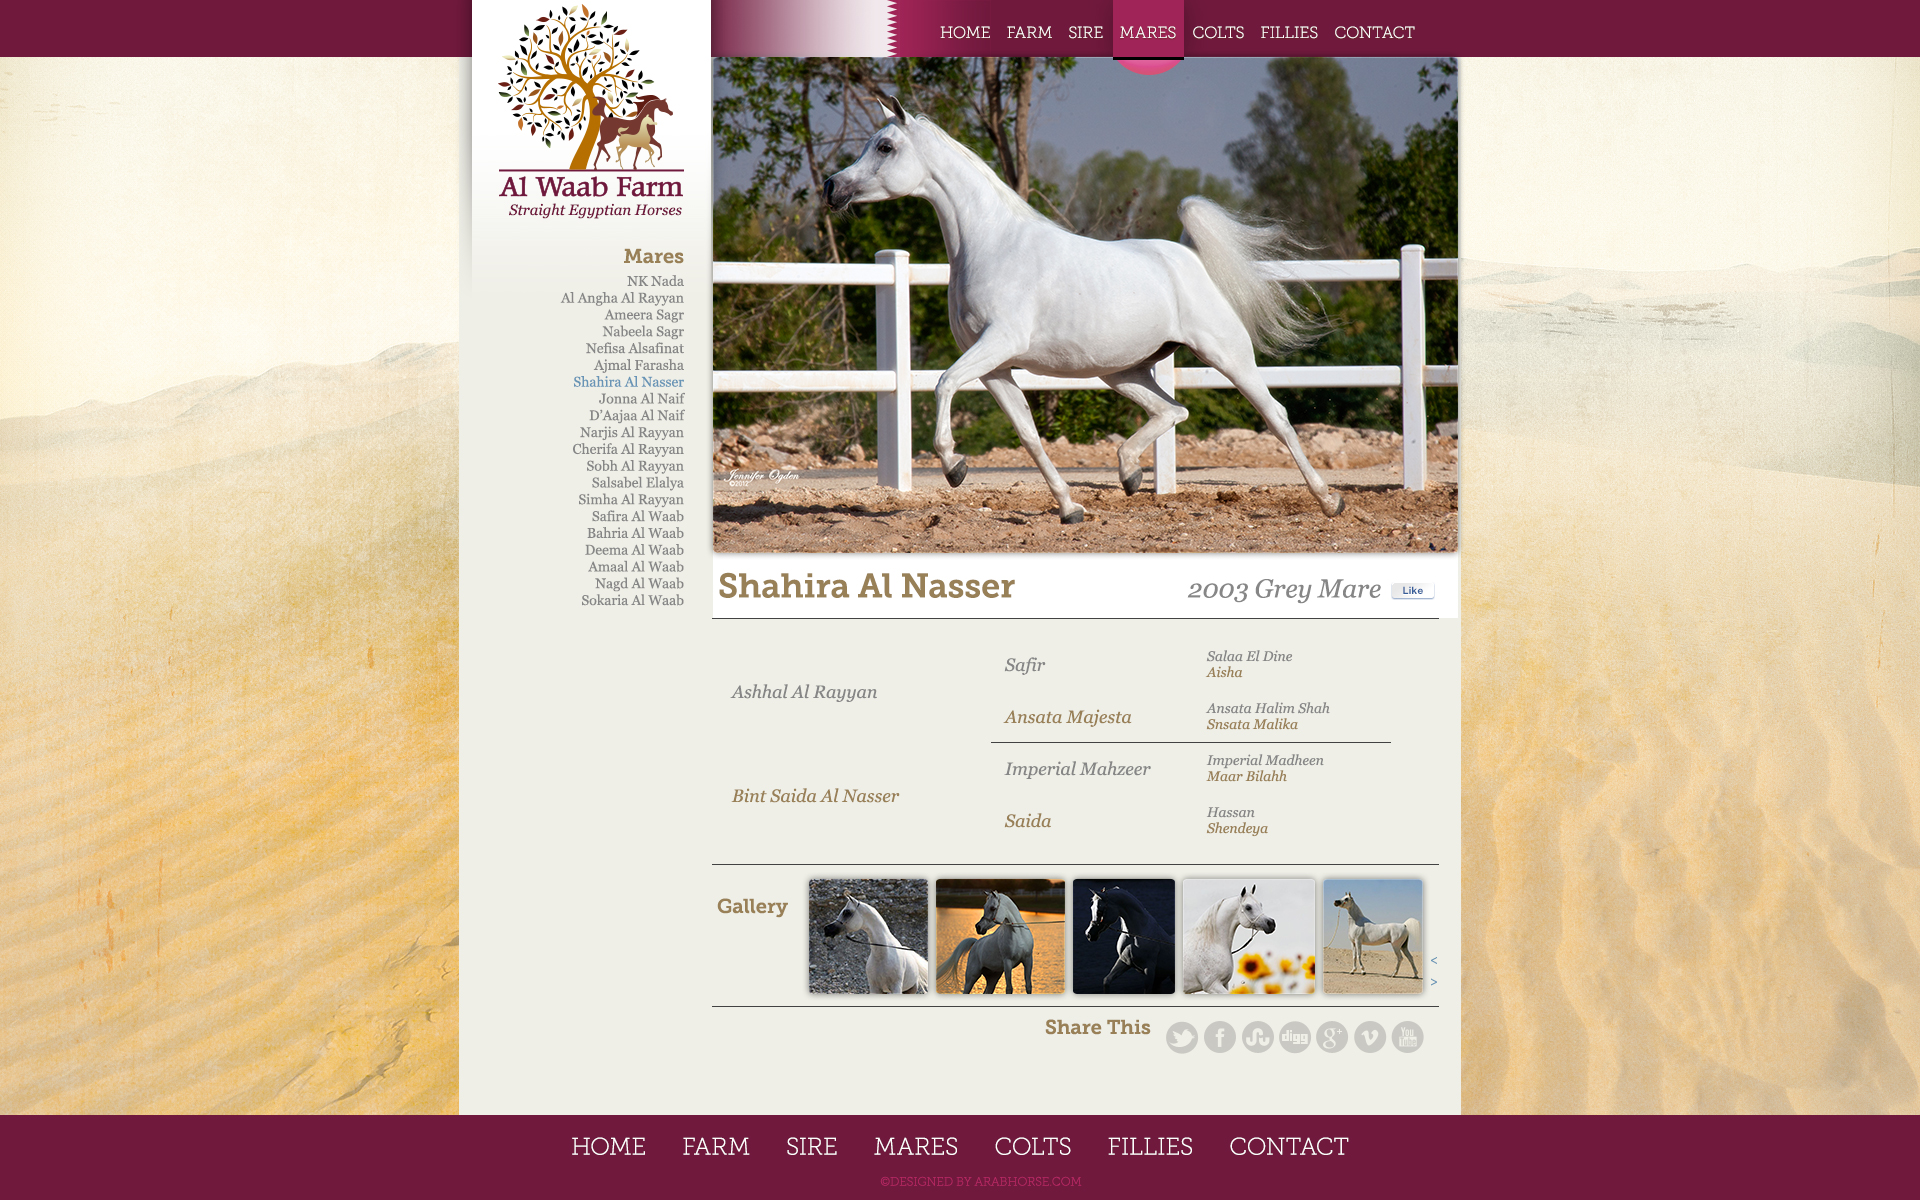 HOME FARM SIRE MARES COLTS FILLIES CONTACT
Al Waab Farm
Straight Egyptian Horses
Mares
NK Nada
Al Angha Al Rayyan
Ameera Sagr
Nabeela Sagr
Nefisa Alsafinat
Ajmal Farasha
Shahira Al Nasser
Jonna Al Naif
D'Aajaa Al Naif
Narjis Al Rayyan
Cherifa Al Rayyan
Sobh Al Rayyan
Salsabel Elalya
Simha Al Rayyan
Safira Al Waab
Bahria Al Waab
Deema Al Waab
Amaal Al Waab
Nagd Al Waab
Sokaria Al Waab
Jennifer Ogden
©2012
Shahira Al Nasser 2003 Grey Mare Like
Ashhal Al Rayyan
Safir
Salaa El Dine
Aisha
Ansata Majesta
Ansata Halim Shah
Snsata Malika
Bint Saida Al Nasser
Imperial Mahzeer
Imperial Madheen
Maar Bilahh
Saida
Hassan
Shendeya
Gallery
<
>
Share This
digg
You Tube
HOME FARM SIRE MARES COLTS FILLIES CONTACT
©DESIGNED BY ARABHORSE.COM